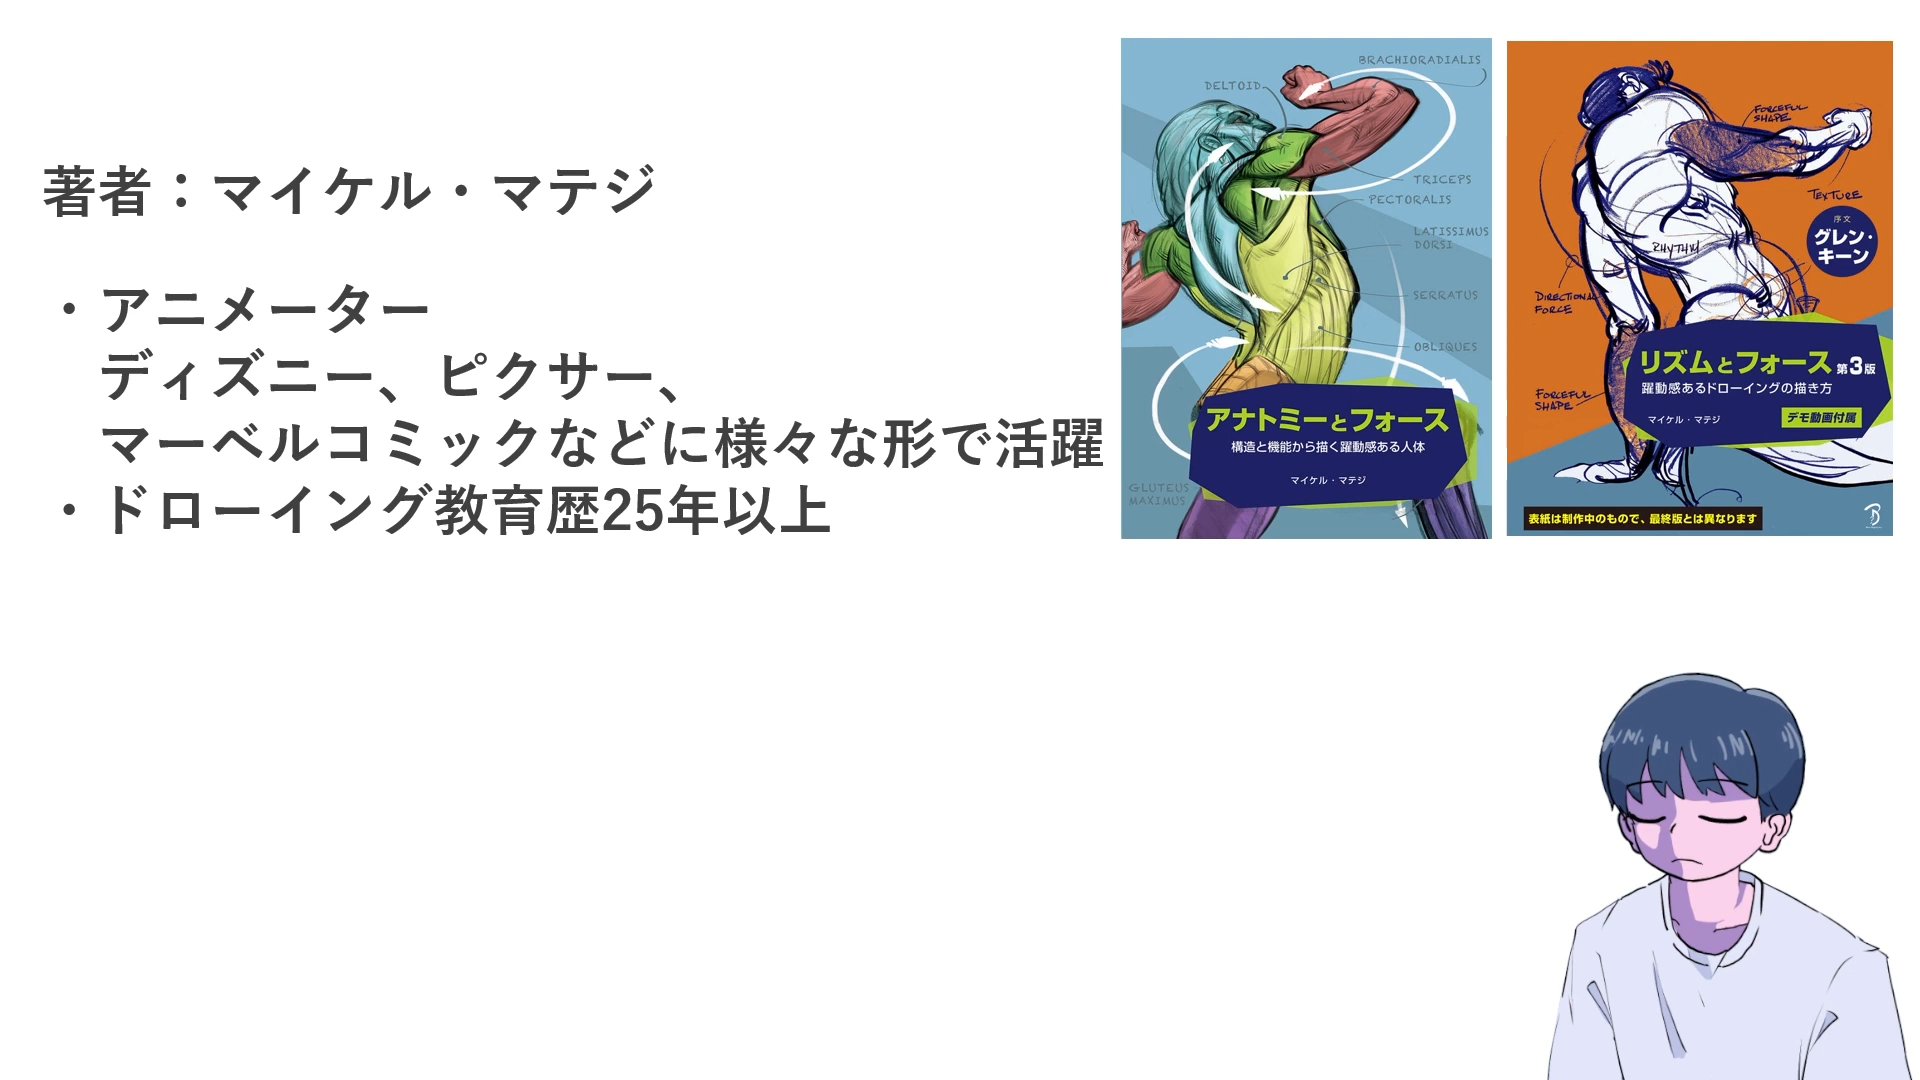 著者：マイケル・マテジ
・アニメーター
ディズニー、ピクサー、
マーベルコミックなどに様々な形で活躍
・ドローイング教育歴25年以上
BRACHIORADIALIS
DELTOID
TRICEPS
PECTORALIS
LATISSIMUS
DORSI
SERRATUS
OBLIQUES
GLUTEUS
MAXIMUS
アナトミーとフォース
構造と機能から描く躍動感ある人体
マイケル・マテジ
FORCEFUL
SHAPE
TEXTURE
序文
グレン・
キーン
RHYTHM
DIRECTIONAL
FORCE
FORCEFUL
SHAPE
リズムとフォース 第3版
躍動感あるドローイングの描き方
マイケル・マテジ
デモ動画付属
表紙は制作中のもので、最終版とは異なります
B